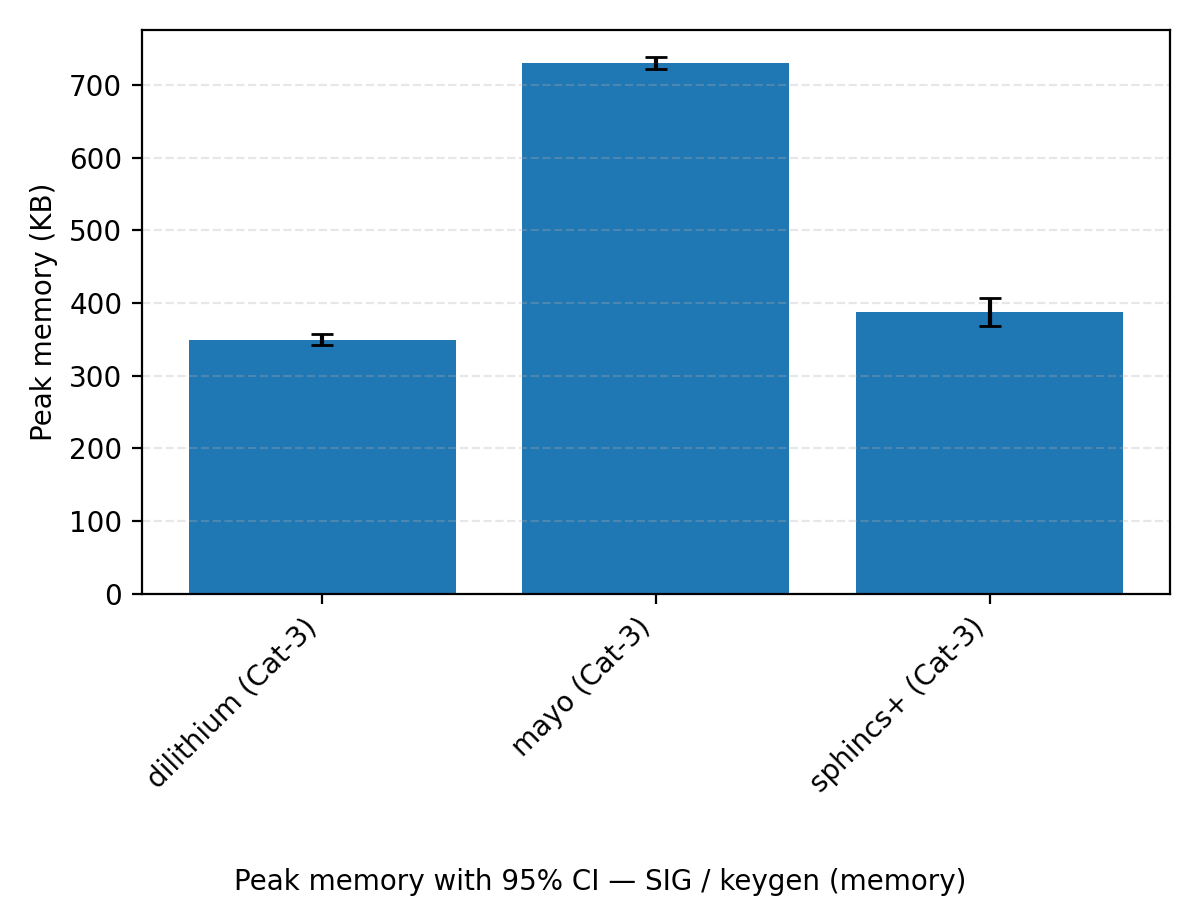 Peak memory (KB)
700
600
500
400
300
200
100
0
dilithium (Cat-3)
mayo (Cat-3)
sphincs+ (Cat-3)
Peak memory with 95% CI — SIG / keygen (memory)